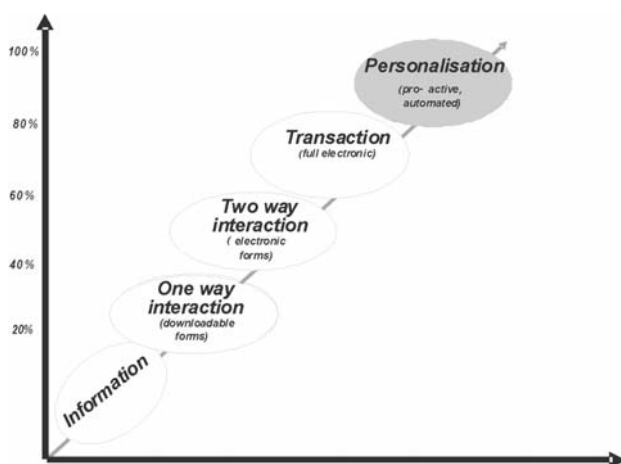 100%
Personalisation
(pro- active,
automated)
80%
Transaction
(full electronic)
60%
Two way
interaction
( electronic
forms)
40%
One way
interaction
(downloadable
forms)
20%
Information